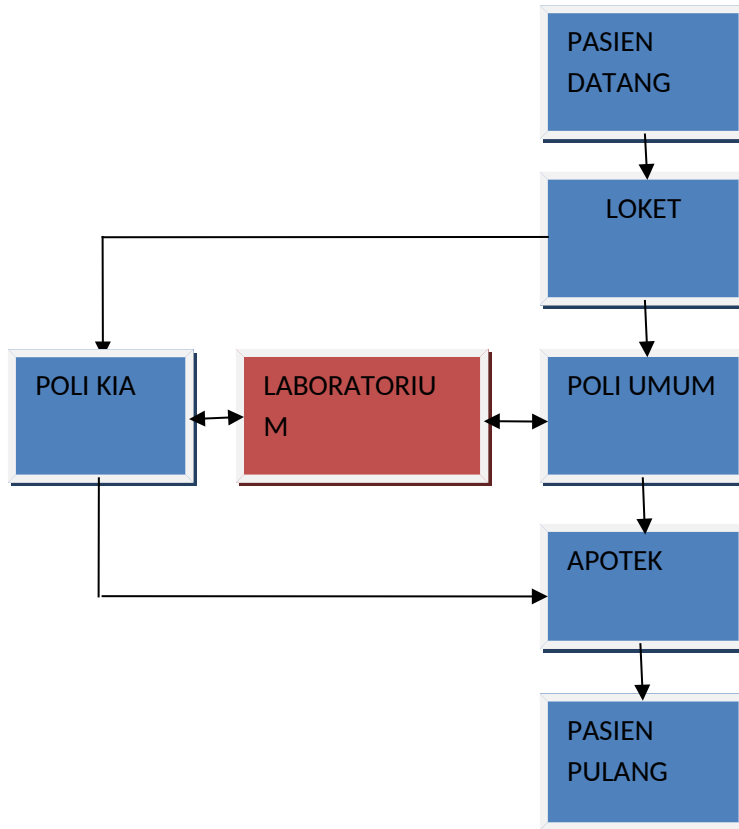 PASIEN
DATANG
LOKET
POLI KIA
LABORATORIU
M
POLI UMUM
APOTEK
PASIEN
PULANG